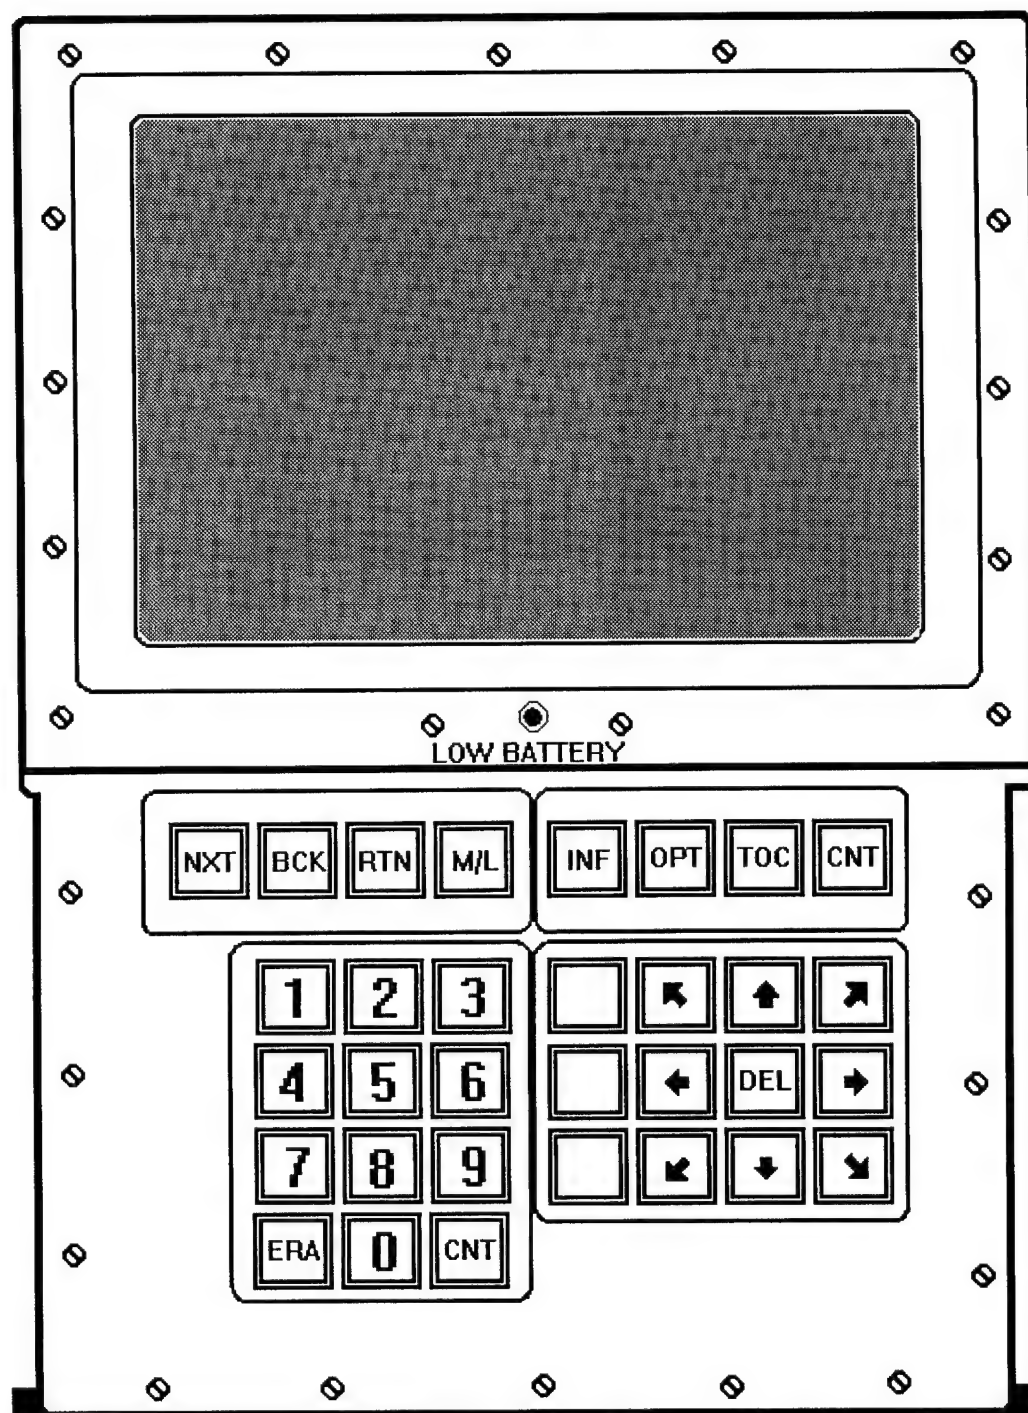 LOW BATTERY
NXT BCK RTN M/L INF OPT TOC CNT
1 2 3
4 5 6 DEL
7 8 9
ERA 0 CNT